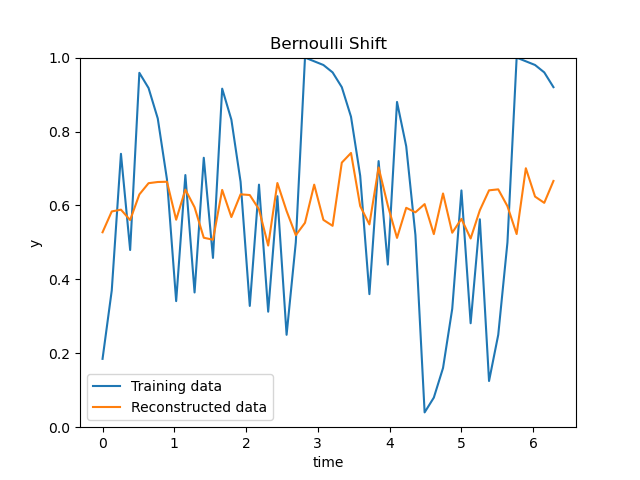 Bernoulli Shift
1.0
0.8
0.6
0.4
0.2
0.0
y
Training data
Reconstructed data
0 1 2 3 4 5 6
time